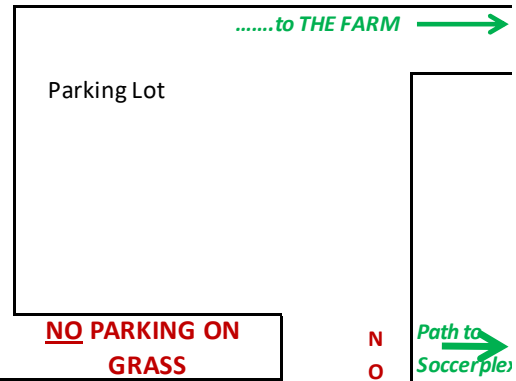 .......to THE FARM
Parking Lot
NO PARKING ON
GRASS
N
O
Path to
Soccerplex